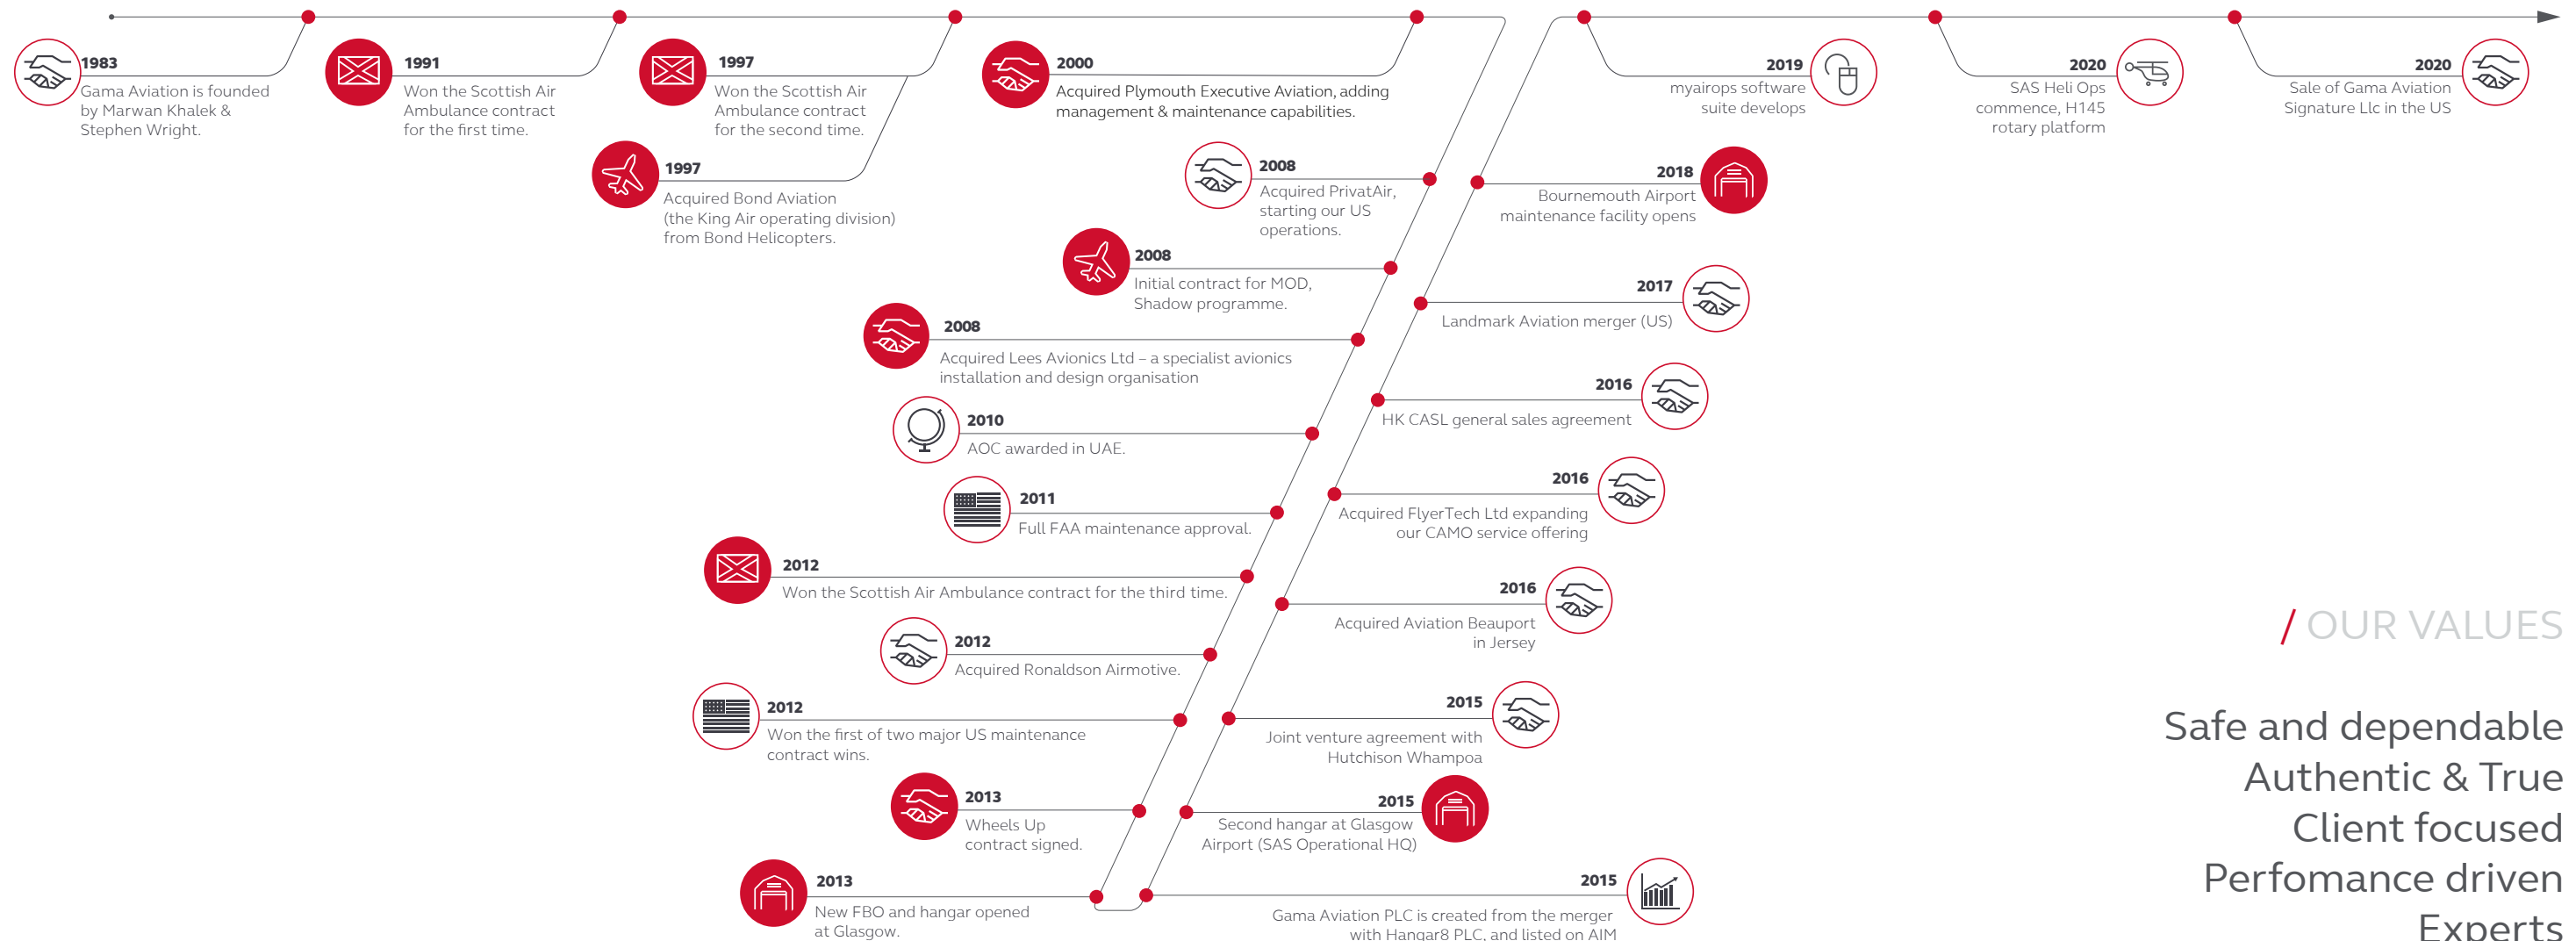 1983
Gama Aviation is founded
by Marwan Khalek &
Stephen Wright.
1991
Won the Scottish Air
Ambulance contract
for the first time.
1997
Won the Scottish Air
Ambulance contract
for the second time.
1997
Acquired Bond Aviation
(the King Air operating division)
from Bond Helicopters.
2000
Acquired Plymouth Executive Aviation, adding
management & maintenance capabilities.
2008
Acquired PrivatAir,
starting our US
operations.
2008
Initial contract for MOD,
Shadow programme.
2008
Acquired Lees Avionics Ltd – a specialist avionics
installation and design organisation
2010
AOC awarded in UAE.
2011
Full FAA maintenance approval.
2012
Won the Scottish Air Ambulance contract for the third time.
2012
Acquired Ronaldson Airmotive.
2012
Won the first of two major US maintenance
contract wins.
2013
Wheels Up
contract signed.
2013
New FBO and hangar opened
at Glasgow.
2015
Gama Aviation PLC is created from the merger
with Hangar8 PLC, and listed on AIM
2015
Second hangar at Glasgow
Airport (SAS Operational HQ)
2015
Joint venture agreement with
Hutchison Whampoa
2016
Acquired Aviation Beauport
in Jersey
2016
Acquired FlyerTech Ltd expanding
our CAMO service offering
2016
HK CASL general sales agreement
2017
Landmark Aviation merger (US)
2018
Bournemouth Airport
maintenance facility opens
2019
myairops software
suite develops
2020
SAS Heli Ops
commence, H145
rotary platform
2020
Sale of Gama Aviation
Signature Llc in the US
/ OUR VALUES
Safe and dependable
Authentic & True
Client focused
Perfomance driven
Experts